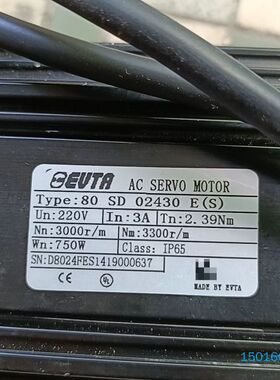 EVTA AC SERVO MOTOR
Type:80 SD 02430 E(S)
Un:220V In:3A Tn:2.39Nm
Nn:3000r/m Nm:3300r/m
Wn:750W Class: IP65
SN:D8024FES1419000637
CE
MADE BY EVTA